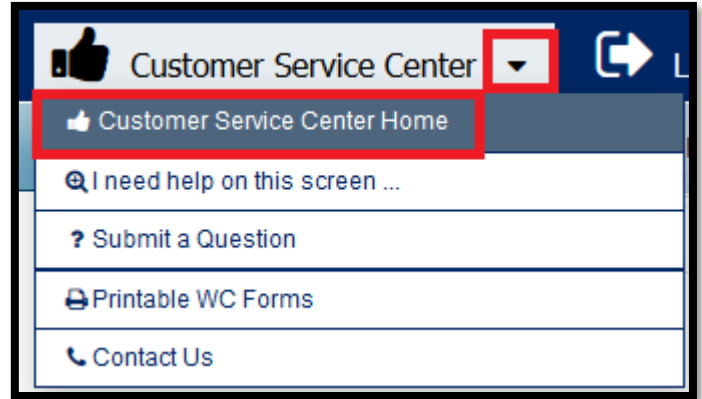 Customer Service Center
Customer Service Center Home
I need help on this screen ...
? Submit a Question
Printable WC Forms
Contact Us